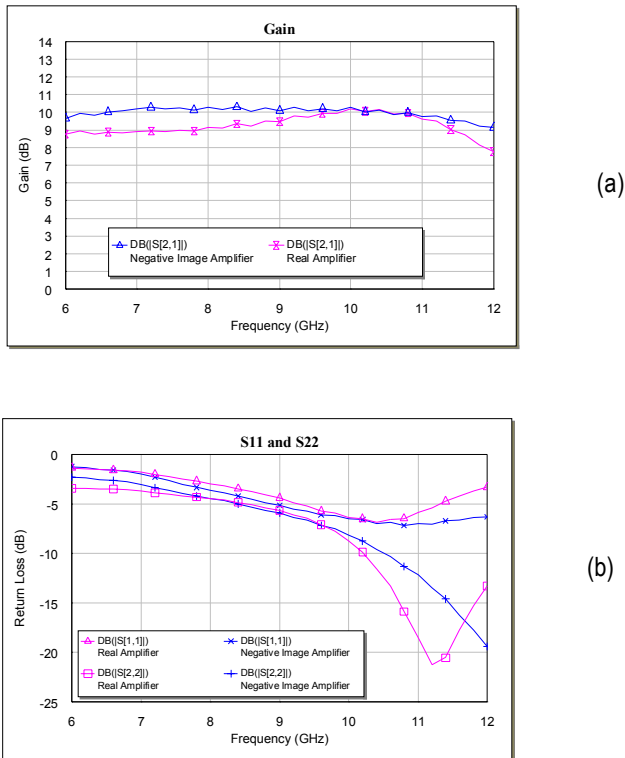 Gain
14
13
12
11
10
9
8
7
6
5
4
3
2
1
0
Gain (dB)
DB(|S[2,1]|)
Negative Image Amplifier
DB(|S[2,1]|)
Real Amplifier
6 7 8 9 10 11 12
Frequency (GHz)
(a)
S11 and S22
0
-5
-10
-15
-20
-25
Return Loss (dB)
DB(|S[1,1]|)
Real Amplifier
DB(|S[1,1]|)
Negative Image Amplifier
DB(|S[2,2]|)
Real Amplifier
DB(|S[2,2]|)
Negative Image Amplifier
6 7 8 9 10 11 12
Frequency (GHz)
(b)